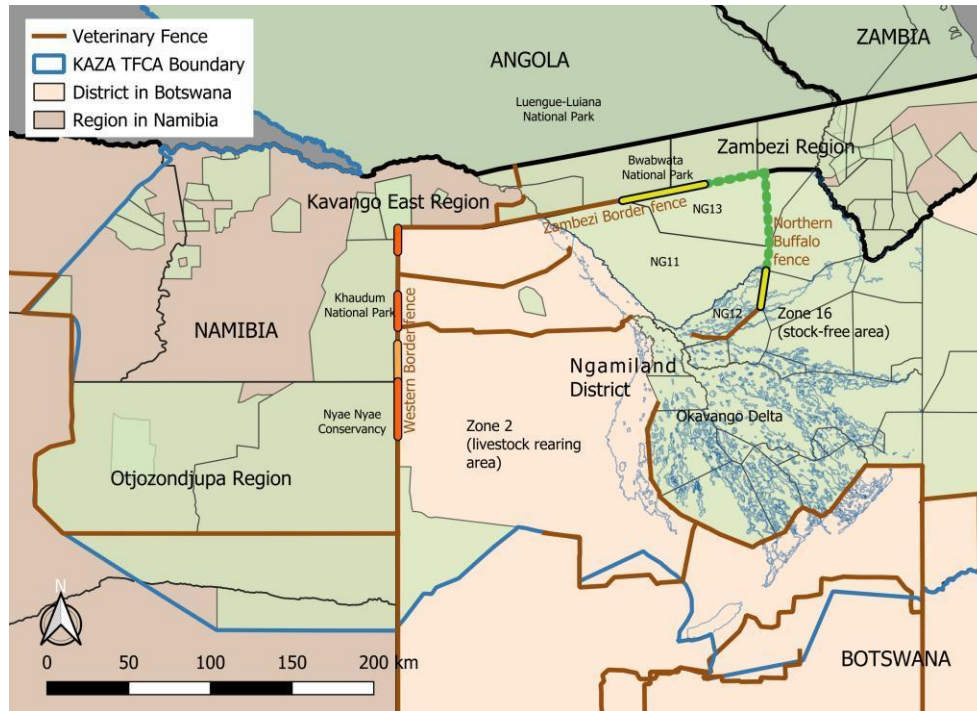 Veterinary Fence
KAZA TFCA Boundary
District in Botswana
Region in Namibia
ANGOLA
ZAMBIA
Luengue-Luiana
National Park
Zambezi Region
Bwabwata
National Park
Kavango East Region
NG13
Zambezi Border fence
Northern
Buffalo
fence
NG11
Khaudum
National Park
NAMIBIA
Western Border fence
NG12
Zone 16
(stock-free area)
Ngamiland
District
Nyae Nyae
Conservancy
Okavango Delta
Zone 2
(livestock rearing
area)
Otjozondjupa Region
N
0 50 100 150 200 km
BOTSWANA